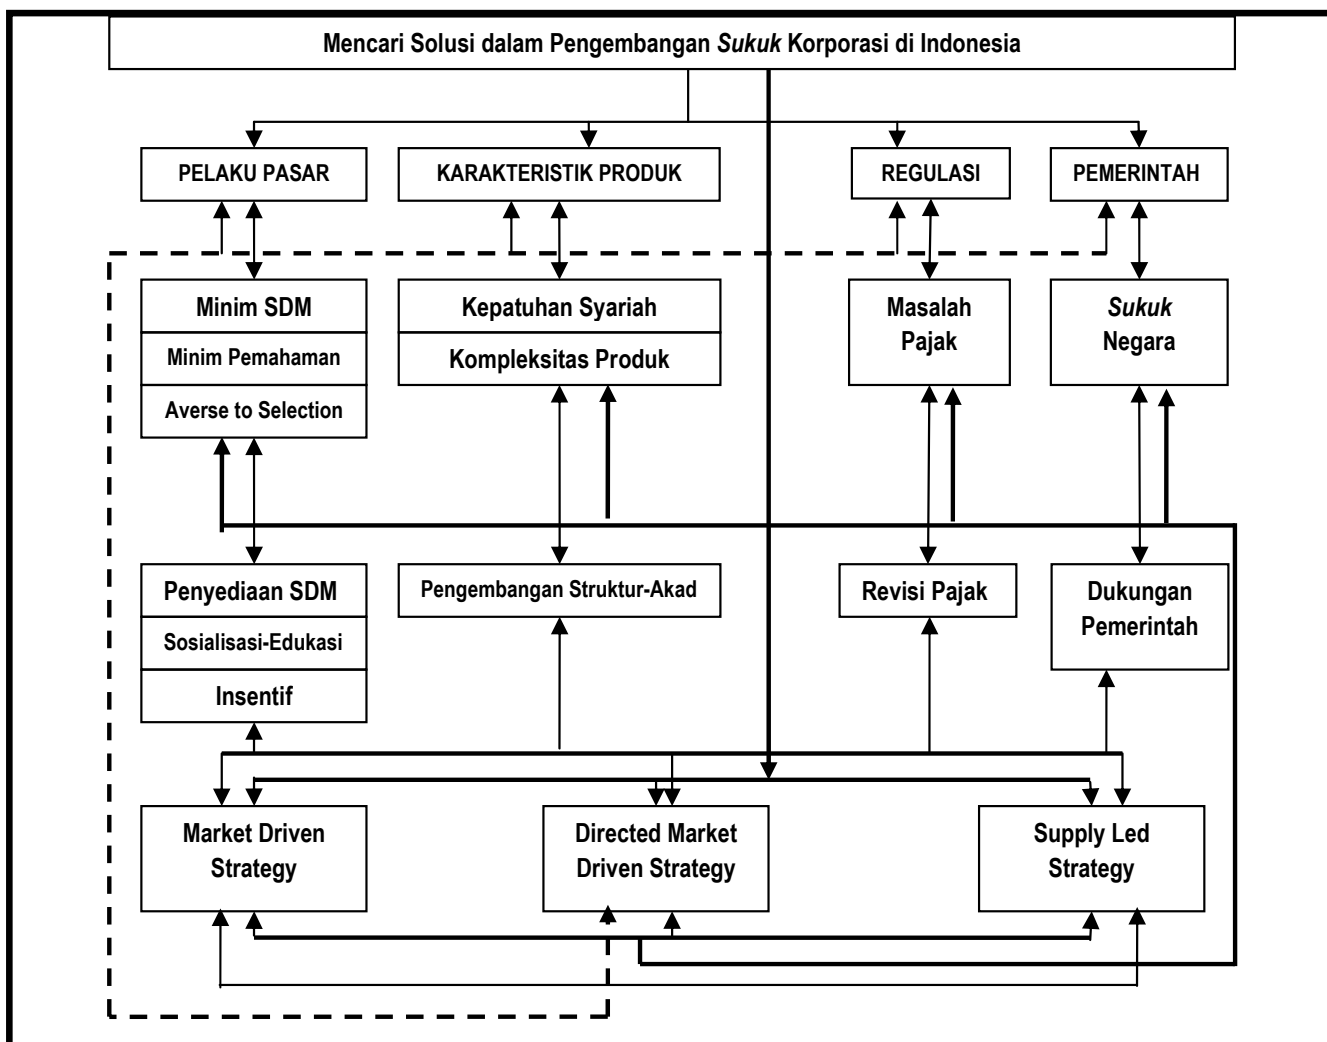 Mencari Solusi dalam Pengembangan Sukuk Korporasi di Indonesia
PELAKU PASAR
KARAKTERISTIK PRODUK
REGULASI
PEMERINTAH
Minim SDM
Minim Pemahaman
Averse to Selection
Kepatuhan Syariah
Kompleksitas Produk
Masalah
Pajak
Sukuk
Negara
Penyediaan SDM
Sosialisasi-Edukasi
Insentif
Pengembangan Struktur-Akad
Revisi Pajak
Dukungan
Pemerintah
Market Driven
Strategy
Directed Market
Driven Strategy
Supply Led
Strategy